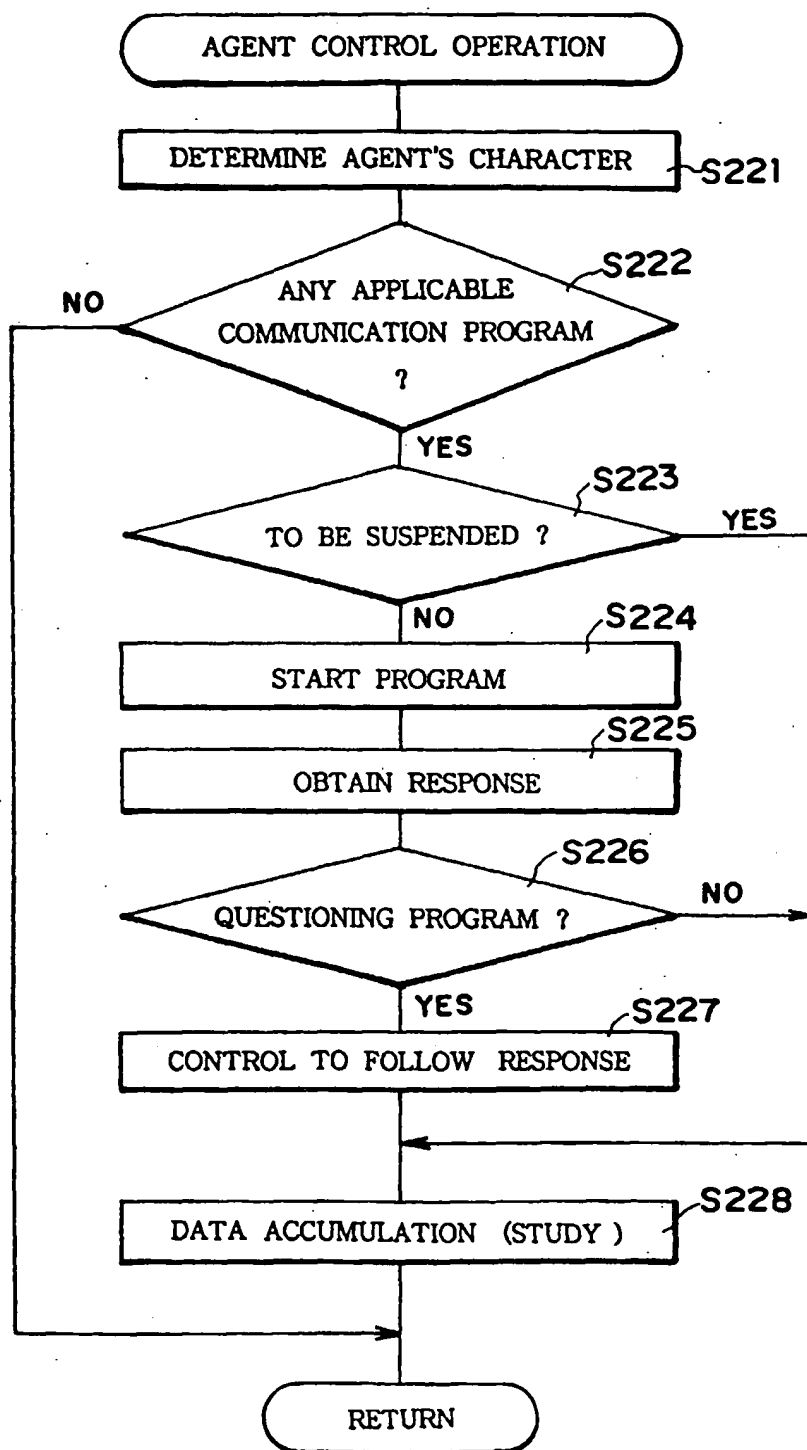 AGENT CONTROL OPERATION
DETERMINE AGENT'S CHARACTER
S221
S222
NO
ANY APPLICABLE
COMMUNICATION PROGRAM
?
YES
S223
TO BE SUSPENDED ?
YES
NO
S224
START PROGRAM
S225
OBTAIN RESPONSE
S226
QUESTIONING PROGRAM ?
NO
YES
S227
CONTROL TO FOLLOW RESPONSE
S228
DATA ACCUMULATION (STUDY)
RETURN